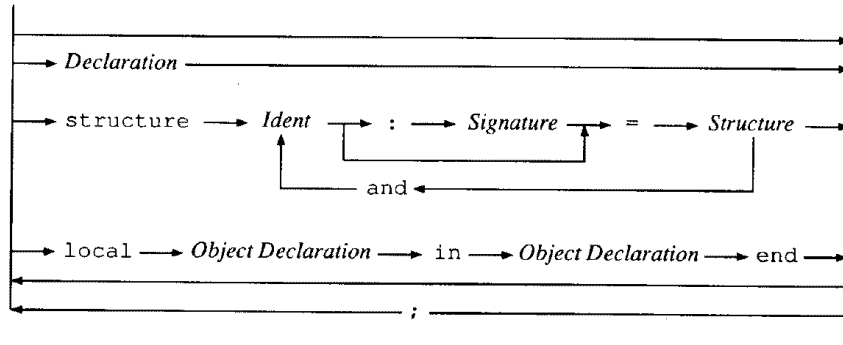 Declaration
structure Ident : Signature = Structure
and
local Object Declaration in Object Declaration end
;